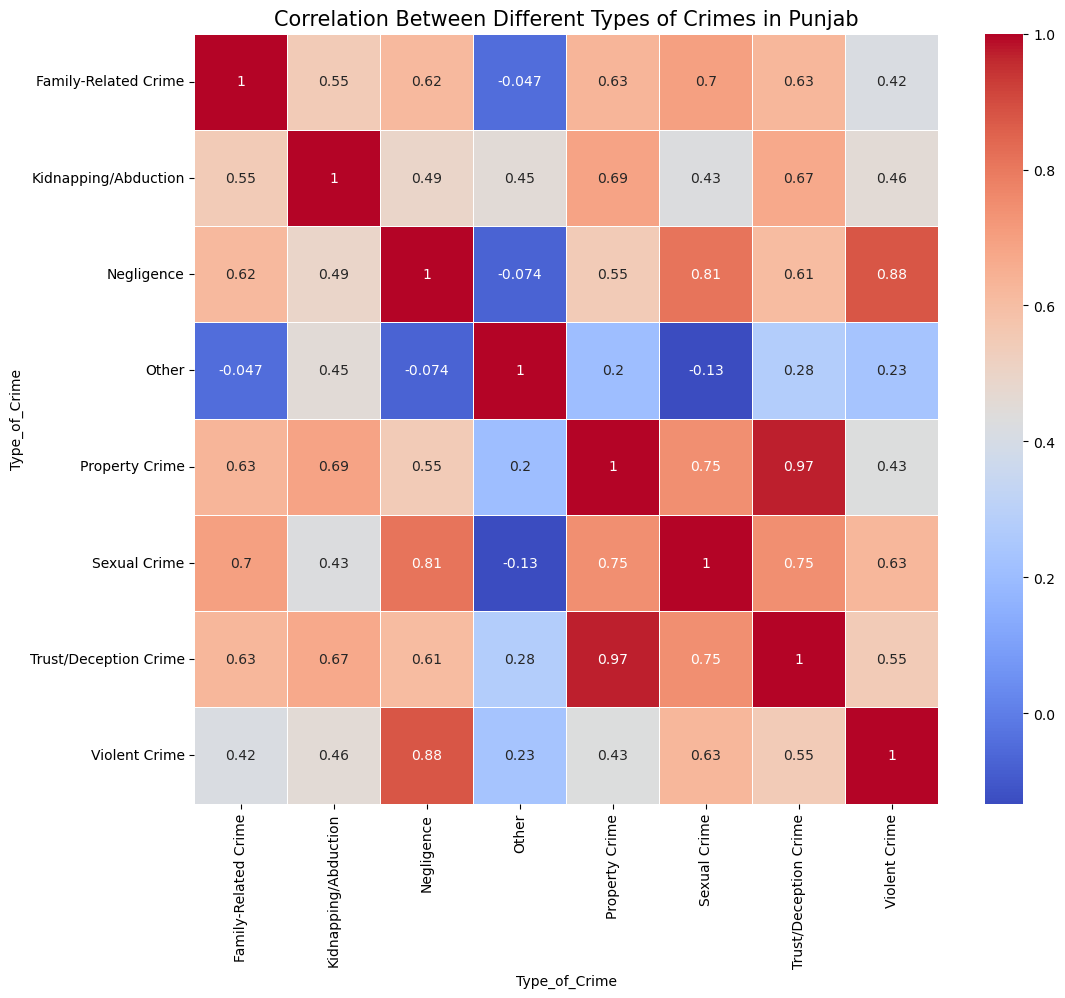 Correlation Between Different Types of Crimes in Punjab
Type_of_Crime
Family-Related Crime 1 0.55 0.62 -0.047 0.63 0.7 0.63 0.42
Kidnapping/Abduction 0.55 1 0.49 0.45 0.69 0.43 0.67 0.46
Negligence 0.62 0.49 1 -0.074 0.55 0.81 0.61 0.88
Other -0.047 0.45 -0.074 1 0.2 -0.13 0.28 0.23
Property Crime 0.63 0.69 0.55 0.2 1 0.75 0.97 0.43
Sexual Crime 0.7 0.43 0.81 -0.13 0.75 1 0.75 0.63
Trust/Deception Crime 0.63 0.67 0.61 0.28 0.97 0.75 1 0.55
Violent Crime 0.42 0.46 0.88 0.23 0.43 0.63 0.55 1
Family-Related Crime
Kidnapping/Abduction
Negligence
Other
Property Crime
Sexual Crime
Trust/Deception Crime
Violent Crime
Type_of_Crime
1.0
0.8
0.6
0.4
0.2
0.0